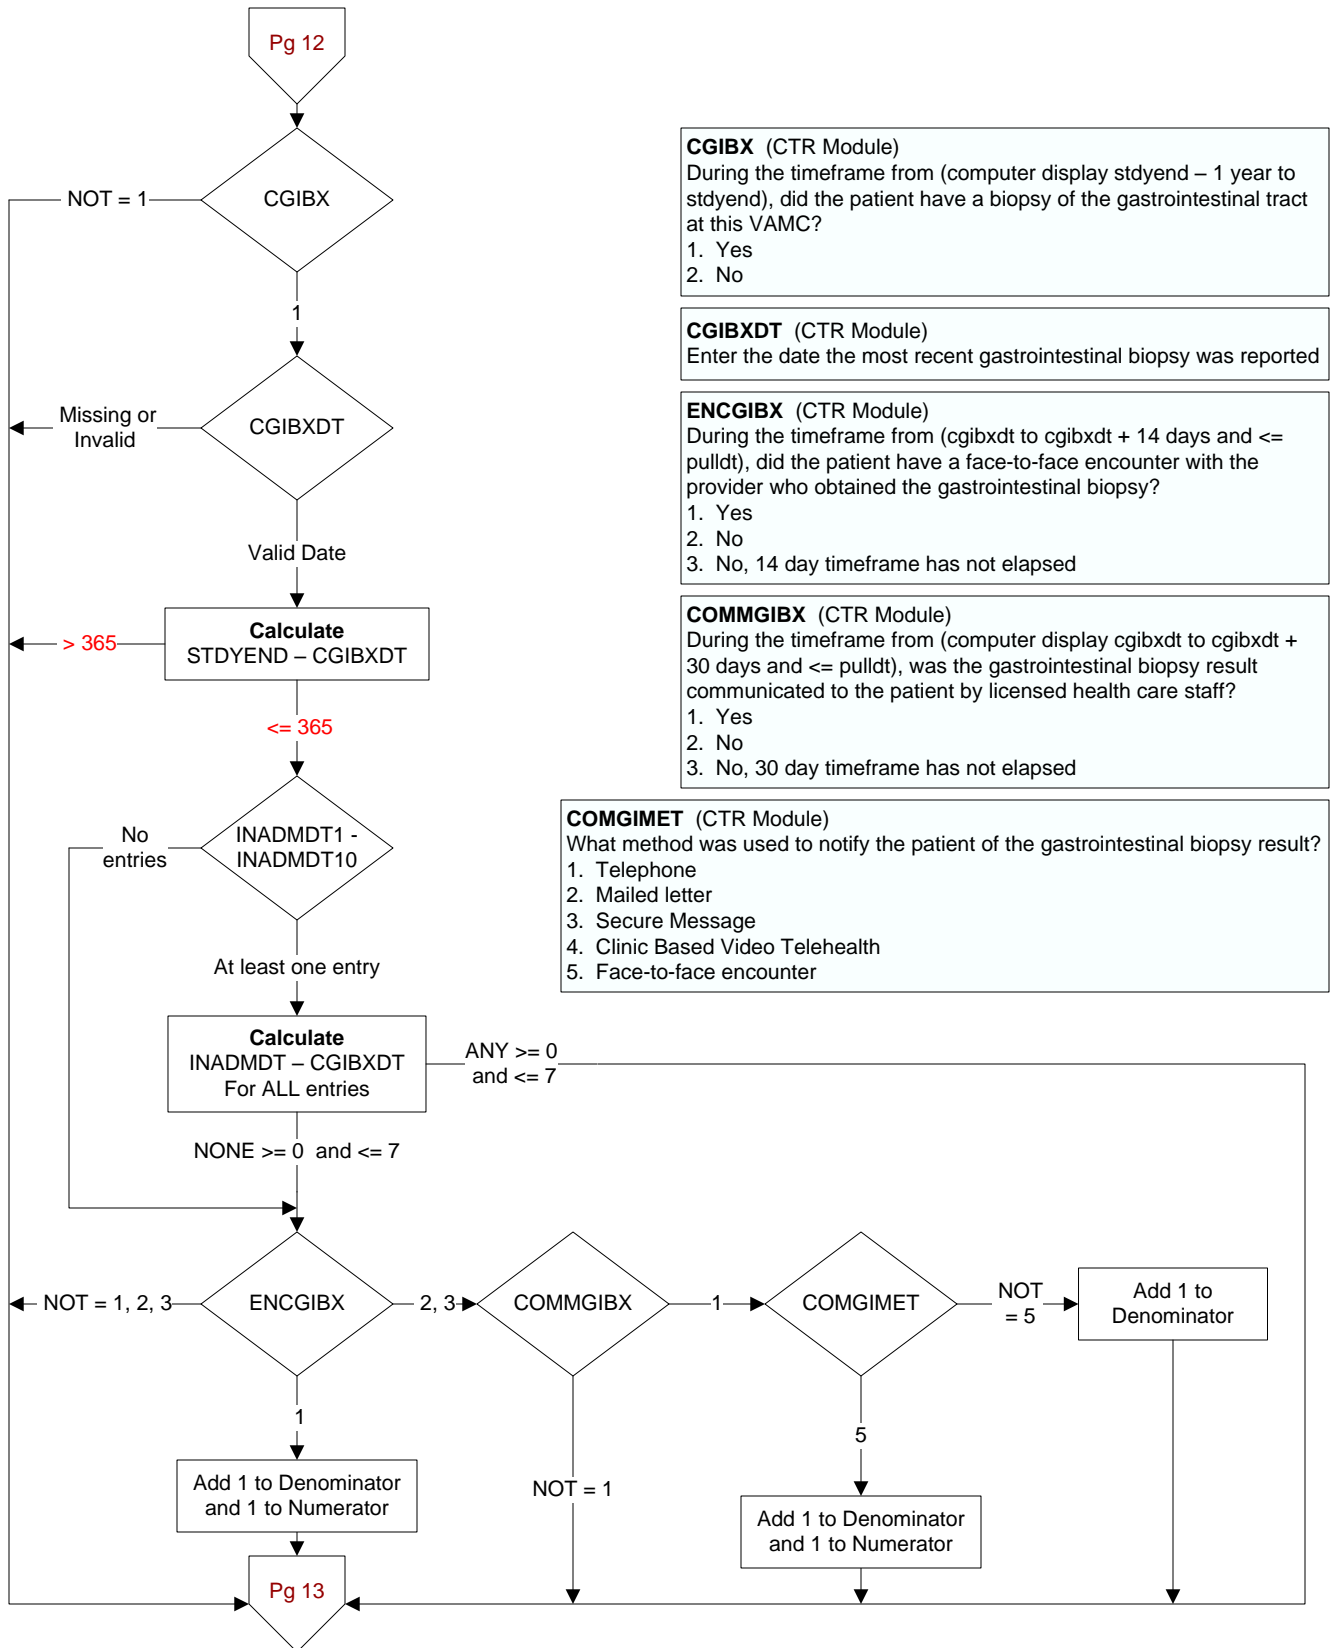 Pg 12
CGIBX
NOT = 1
1
CGIBXDT
Missing or
Invalid
Valid Date
Calculate
STDYEND – CGIBXDT
> 365
<= 365
INADMDT1 -
INADMDT10
No
entries
At least one entry
Calculate
INADMDT – CGIBXDT
For ALL entries
ANY >= 0
and <= 7
NONE >= 0 and <= 7
NOT = 1, 2, 3
ENCGIBX
2, 3
COMMGIBX
1
COMGIMET
NOT
= 5
Add 1 to
Denominator
1
5
NOT = 1
Add 1 to Denominator
and 1 to Numerator
Add 1 to Denominator
and 1 to Numerator
Pg 13
CGIBX (CTR Module)
During the timeframe from (computer display stdyend – 1 year to
stdyend), did the patient have a biopsy of the gastrointestinal tract
at this VAMC?
1. Yes
2. No
CGIBXDT (CTR Module)
Enter the date the most recent gastrointestinal biopsy was reported
ENCGIBX (CTR Module)
During the timeframe from (cgibxdt to cgibxdt + 14 days and <=
pulldt), did the patient have a face-to-face encounter with the
provider who obtained the gastrointestinal biopsy?
1. Yes
2. No
3. No, 14 day timeframe has not elapsed
COMMGIBX (CTR Module)
During the timeframe from (computer display cgibxdt to cgibxdt +
30 days and <= pulldt), was the gastrointestinal biopsy result
communicated to the patient by licensed health care staff?
1. Yes
2. No
3. No, 30 day timeframe has not elapsed
COMGIMET (CTR Module)
What method was used to notify the patient of the gastrointestinal biopsy result?
1. Telephone
2. Mailed letter
3. Secure Message
4. Clinic Based Video Telehealth
5. Face-to-face encounter